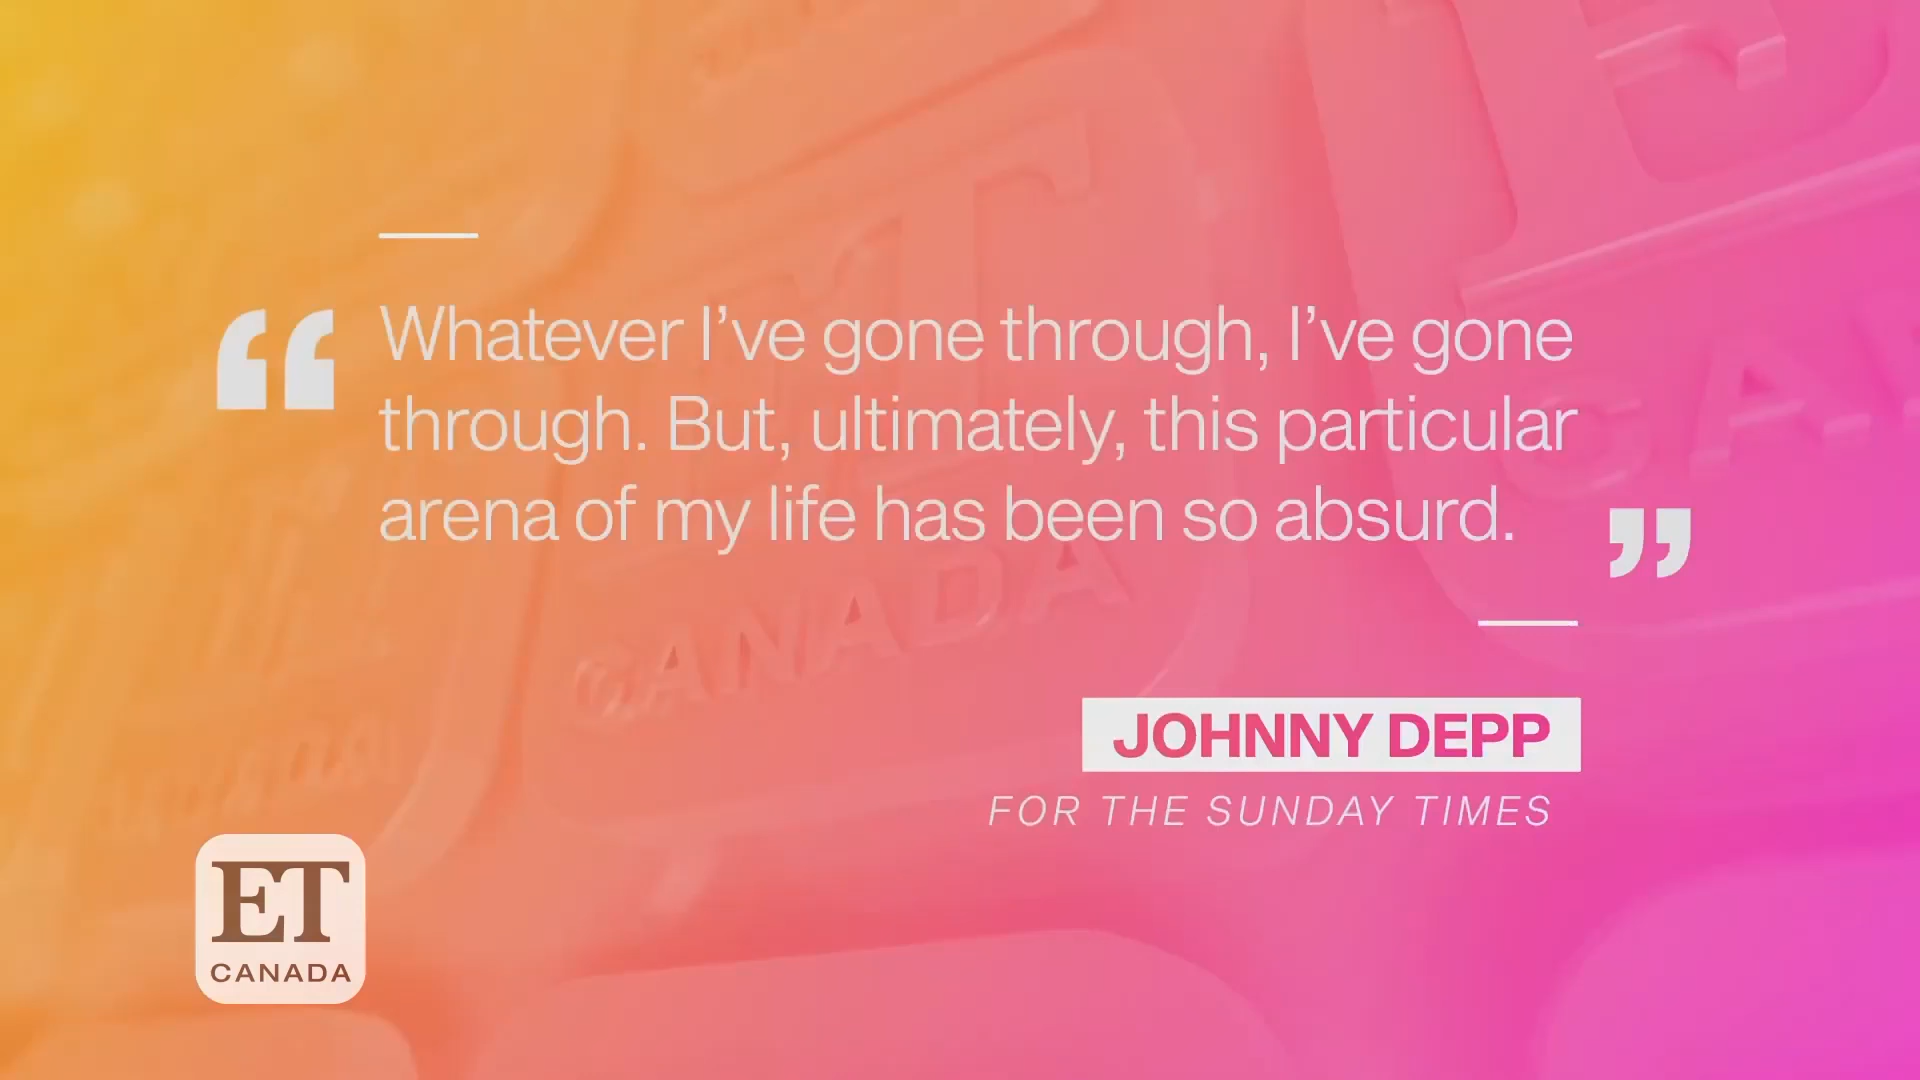 “Whatever I’ve gone through, I’ve gone
through. But, ultimately, this particular
arena of my life has been so absurd.”
JOHNNY DEPP
FOR THE SUNDAY TIMES
ET
CANADA
CANADA